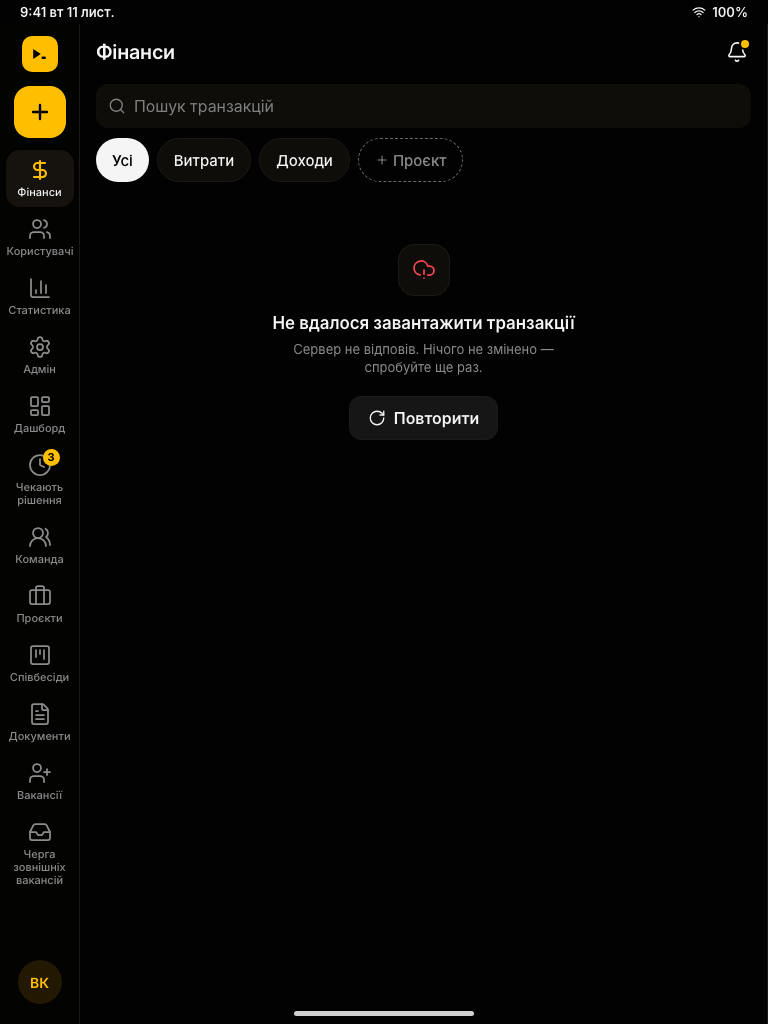 9:41 вт 11 лист.
100%
Фінанси
Пошук транзакцій
Усі
Витрати
Доходи
+ Проєкт
Фінанси
Користувачі
Статистика
Адмін
Дашборд
3
Чекають
рішення
Команда
Проєкти
Співбесіди
Документи
Вакансії
Черга
зовнішніх
вакансій
ВК
Не вдалося завантажити транзакції
Сервер не відповів. Нічого не змінено —
спробуйте ще раз.
Повторити